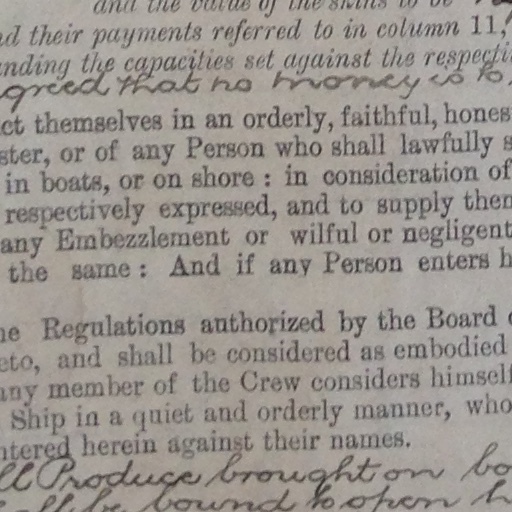 and the value of the skins to be
nd their payments referred to in column 11,
nding the capacities set against the respecti
greed that no money is to
ct themselves in an orderly, faithful, hones
ster, or of any Person who shall lawfully s
in boats, or on shore : in consideration of
respectively expressed, and to supply them
any Embezzlement or wilful or negligent
the same : And if any Person enters h
he Regulations authorized by the Board o
eto, and shall be considered as embodied
any member of the Crew considers himself
Ship in a quiet and orderly manner, who
ntered herein against their names.
ll Produce brought on bo
be bound to open h